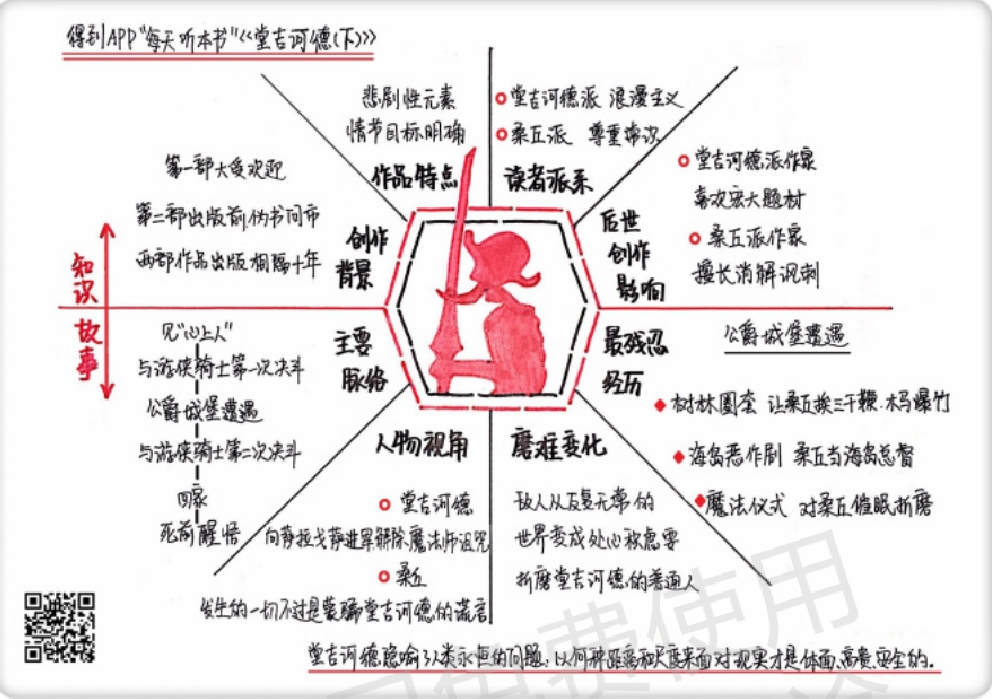 得到APP"每天听本书"《堂吉诃德(下)》
悲剧性元素
情节目标明确
作品特点
堂吉诃德派 浪漫主义
桑丘派 尊重常识
读者派系
第一部大受欢迎
第二部出版前,伪书问市
两部作品出版相隔十年
创作
背景
堂吉诃德派作家
喜欢宏大题材
桑丘派作家
擅长消解讽刺
后世
创作
影响
知识
故事
见"心上人"
与游侠骑士第一次决斗
公爵城堡遭遇
与游侠骑士第二次决斗
回家
死前醒悟
主要
脉络
最残忍
经历
公爵城堡遭遇
树林圈套 让桑丘挨三千鞭.木马爆竹
海岛恶作剧 桑丘当海岛总督
魔法仪式 对桑丘催眠折磨
人物视角
堂吉诃德
向萨拉戈萨进军解除魔法师诅咒
桑丘
发生的一切不过是蒙骗堂吉诃德的谎言
磨难变化
敌人从反复无常的
世界变成处心积虑要
折磨堂吉诃德的普通人
堂吉诃德隐喻了人类永恒的问题,以何种距离和尺度来面对现实才是体面、高贵、安全的.
免费使用